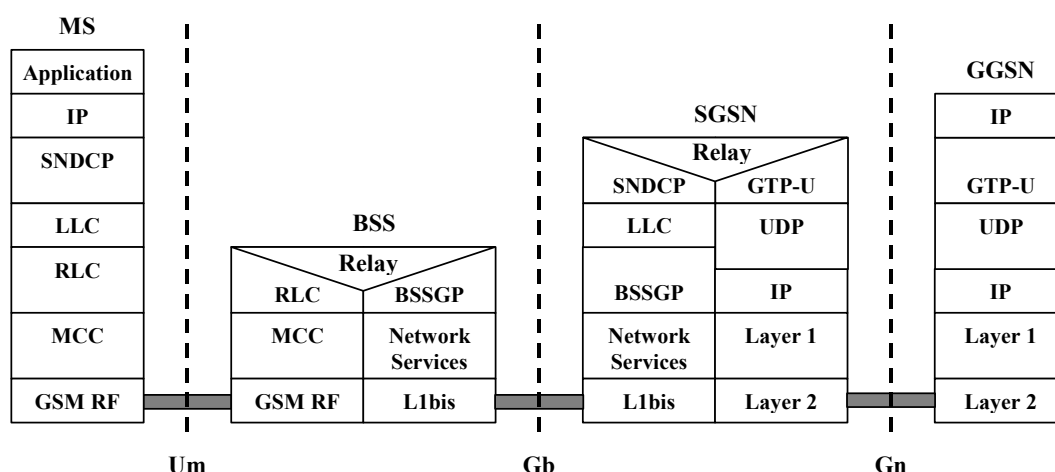 MS
Application
IP
SNDCP
LLC
RLC
MCC
GSM RF
Um
BSS
Relay
RLC
BSSGP
MCC
Network
Services
GSM RF
L1bis
Gb
SGSN
Relay
SNDCP
GTP-U
LLC
UDP
BSSGP
IP
Network
Services
Layer 1
L1bis
Layer 2
Gn
GGSN
IP
GTP-U
UDP
IP
Layer 1
Layer 2